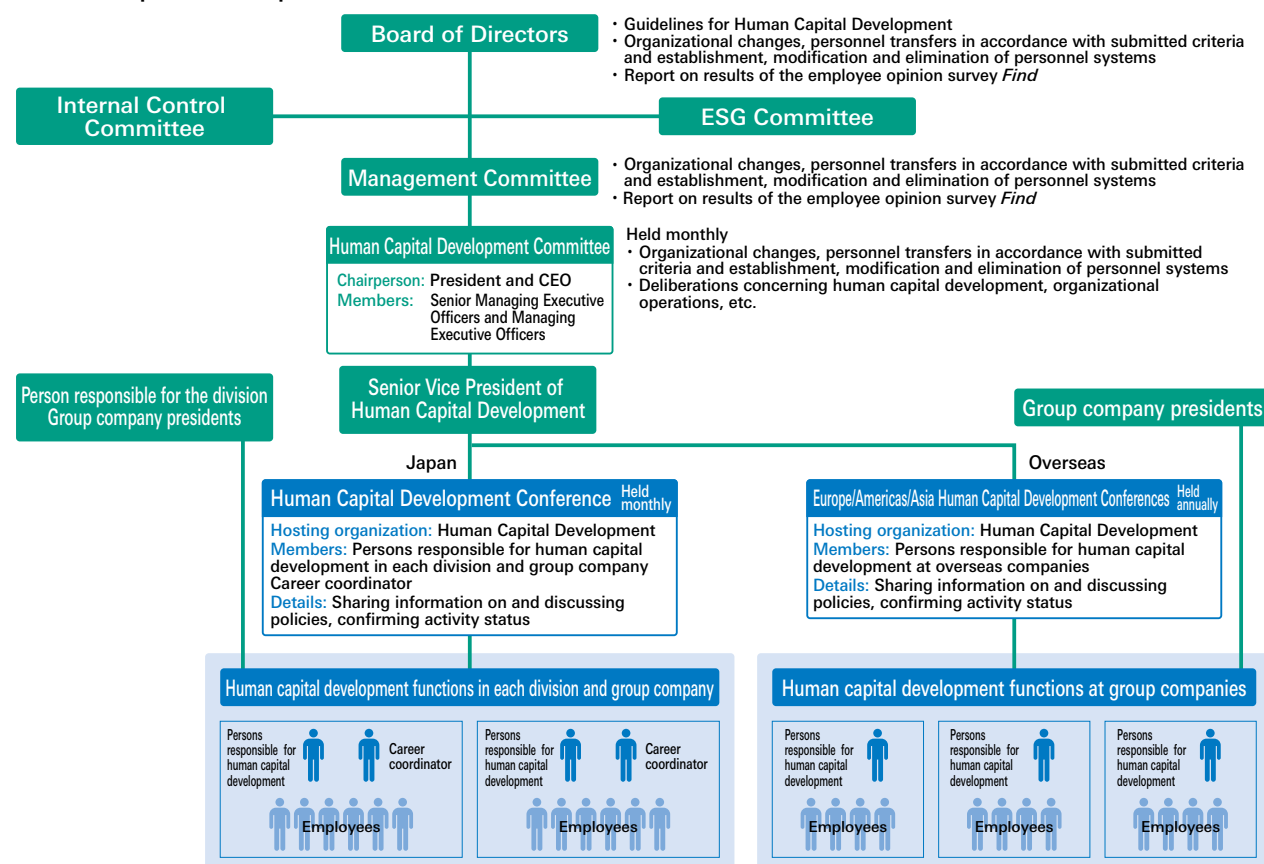 Board of Directors
· Guidelines for Human Capital Development
· Organizational changes, personnel transfers in accordance with submitted criteria
and establishment, modification and elimination of personnel systems
· Report on results of the employee opinion survey Find
Internal Control
Committee
ESG Committee
Management Committee
· Organizational changes, personnel transfers in accordance with submitted criteria
and establishment, modification and elimination of personnel systems
· Report on results of the employee opinion survey Find
Human Capital Development Committee
Chairperson: President and CEO
Members: Senior Managing Executive
Officers and Managing
Executive Officers
Held monthly
· Organizational changes, personnel transfers in accordance with submitted
criteria and establishment, modification and elimination of personnel systems
· Deliberations concerning human capital development, organizational
operations, etc.
Person responsible for the division
Group company presidents
Senior Vice President of
Human Capital Development
Group company presidents
Japan
Overseas
Human Capital Development Conference
Held
monthly
Hosting organization: Human Capital Development
Members: Persons responsible for human capital
development in each division and group company
Career coordinator
Details: Sharing information on and discussing
policies, confirming activity status
Europe/Americas/Asia Human Capital Development Conferences
Held
annually
Hosting organization: Human Capital Development
Members: Persons responsible for human capital
development at overseas companies
Details: Sharing information on and discussing
policies, confirming activity status
Human capital development functions in each division and group company
Persons
responsible for
human capital
development
Career
coordinator
Employees
Persons
responsible for
human capital
development
Career
coordinator
Employees
Human capital development functions at group companies
Persons
responsible for
human capital
development
Employees
Persons
responsible for
human capital
development
Employees
Persons
responsible for
human capital
development
Employees